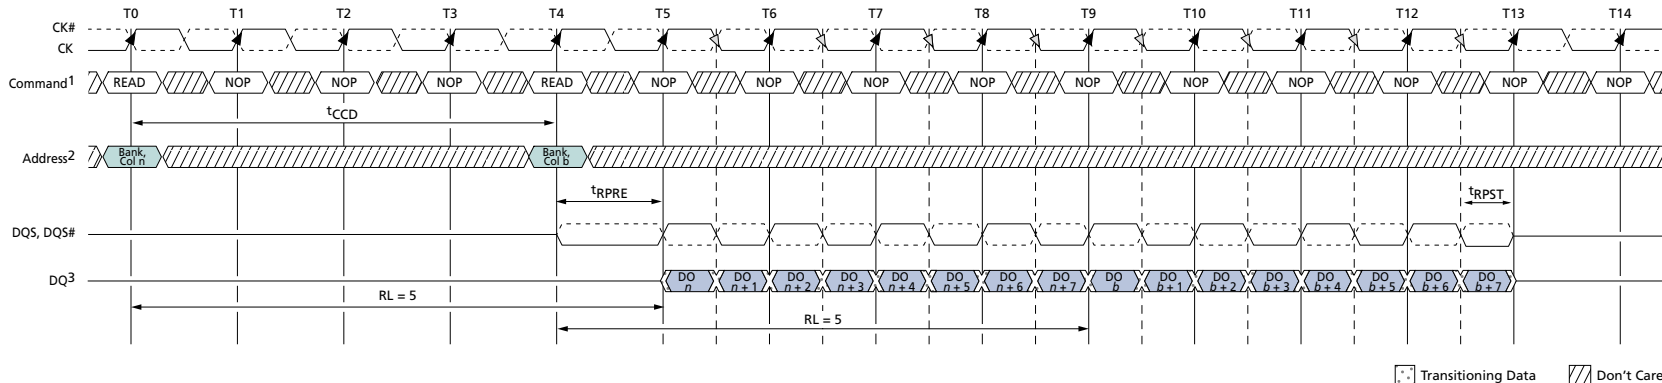 T0 T1 T2 T3 T4 T5 T6 T7 T8 T9 T10 T11 T12 T13 T14
CK#
CK
Command1 READ NOP NOP NOP READ NOP NOP NOP NOP NOP NOP NOP NOP NOP NOP
tCCD
Address2 Bank, Col n Bank, Col b
tRPRE tRPST
DQS, DQS#
DQ3 DO n DO n + 1 DO n + 2 DO n + 3 DO n + 4 DO n + 5 DO n + 6 DO n + 7 DO b DO b + 1 DO b + 2 DO b + 3 DO b + 4 DO b + 5 DO b + 6 DO b + 7
RL = 5
RL = 5
Transitioning Data Don’t Care